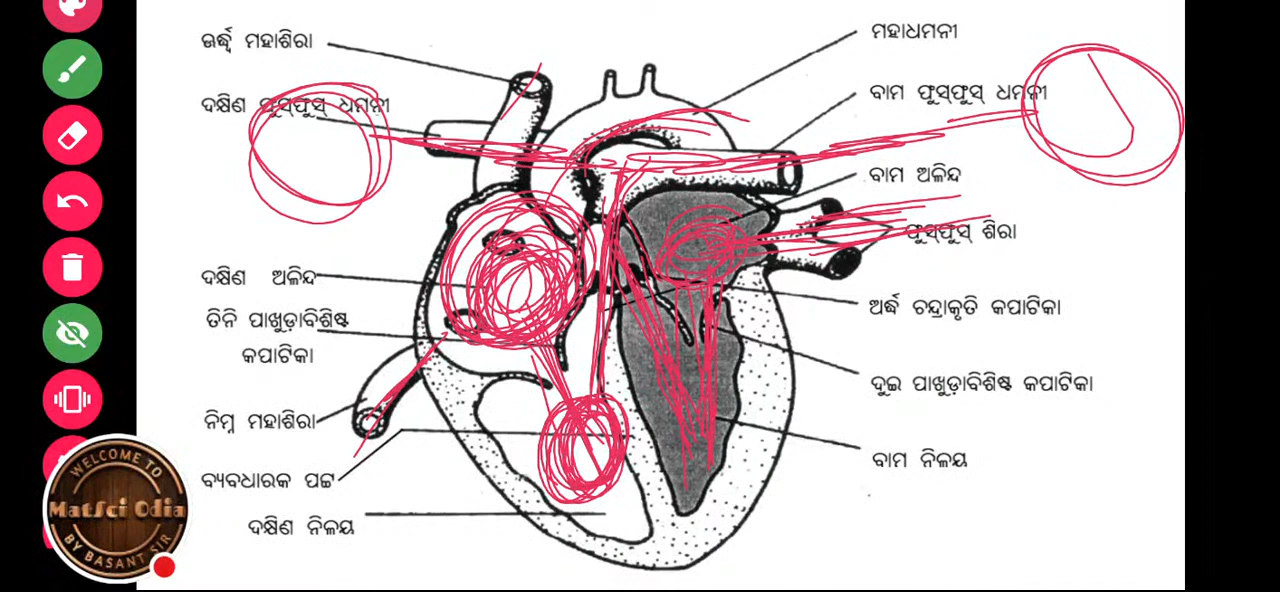 ଊର୍ଦ୍ଧ୍ୱ ମହାଶିରା
ଦକ୍ଷିଣ ଫୁସ୍‌ଫୁସ୍ ଧମନୀ
ଦକ୍ଷିଣ ଅଳିନ୍ଦ
ତିନି ପାଖୁଡ଼ାବିଶିଷ୍ଟ
କପାଟିକା
ନିମ୍ନ ମହାଶିରା
ବ୍ୟବଧାରକ ପଟ୍ଟ
ଦକ୍ଷିଣ ନିଳୟ
ମହାଧମନୀ
ବାମ ଫୁସ୍‌ଫୁସ୍ ଧମନୀ
ବାମ ଅଳିନ୍ଦ
ଫୁସ୍‌ଫୁସ୍ ଶିରା
ଅର୍ଦ୍ଧ ଚନ୍ଦ୍ରାକୃତି କପାଟିକା
ଦୁଇ ପାଖୁଡ଼ାବିଶିଷ୍ଟ କପାଟିକା
ବାମ ନିଳୟ
WELCOME TO
MatSci Odia
BY BASANT SIR